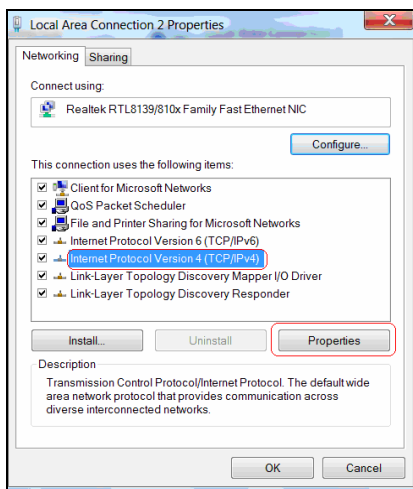 Local Area Connection 2 Properties
X
Networking Sharing
Connect using:
Realtek RTL8139/810x Family Fast Ethernet NIC
Configure...
This connection uses the following items:
Client for Microsoft Networks
QoS Packet Scheduler
File and Printer Sharing for Microsoft Networks
Internet Protocol Version 6 (TCP/IPv6)
Internet Protocol Version 4 (TCP/IPv4)
Link-Layer Topology Discovery Mapper I/O Driver
Link-Layer Topology Discovery Responder
Install... Uninstall Properties
Description
Transmission Control Protocol/Internet Protocol. The default wide
area network protocol that provides communication across
diverse interconnected networks.
OK Cancel